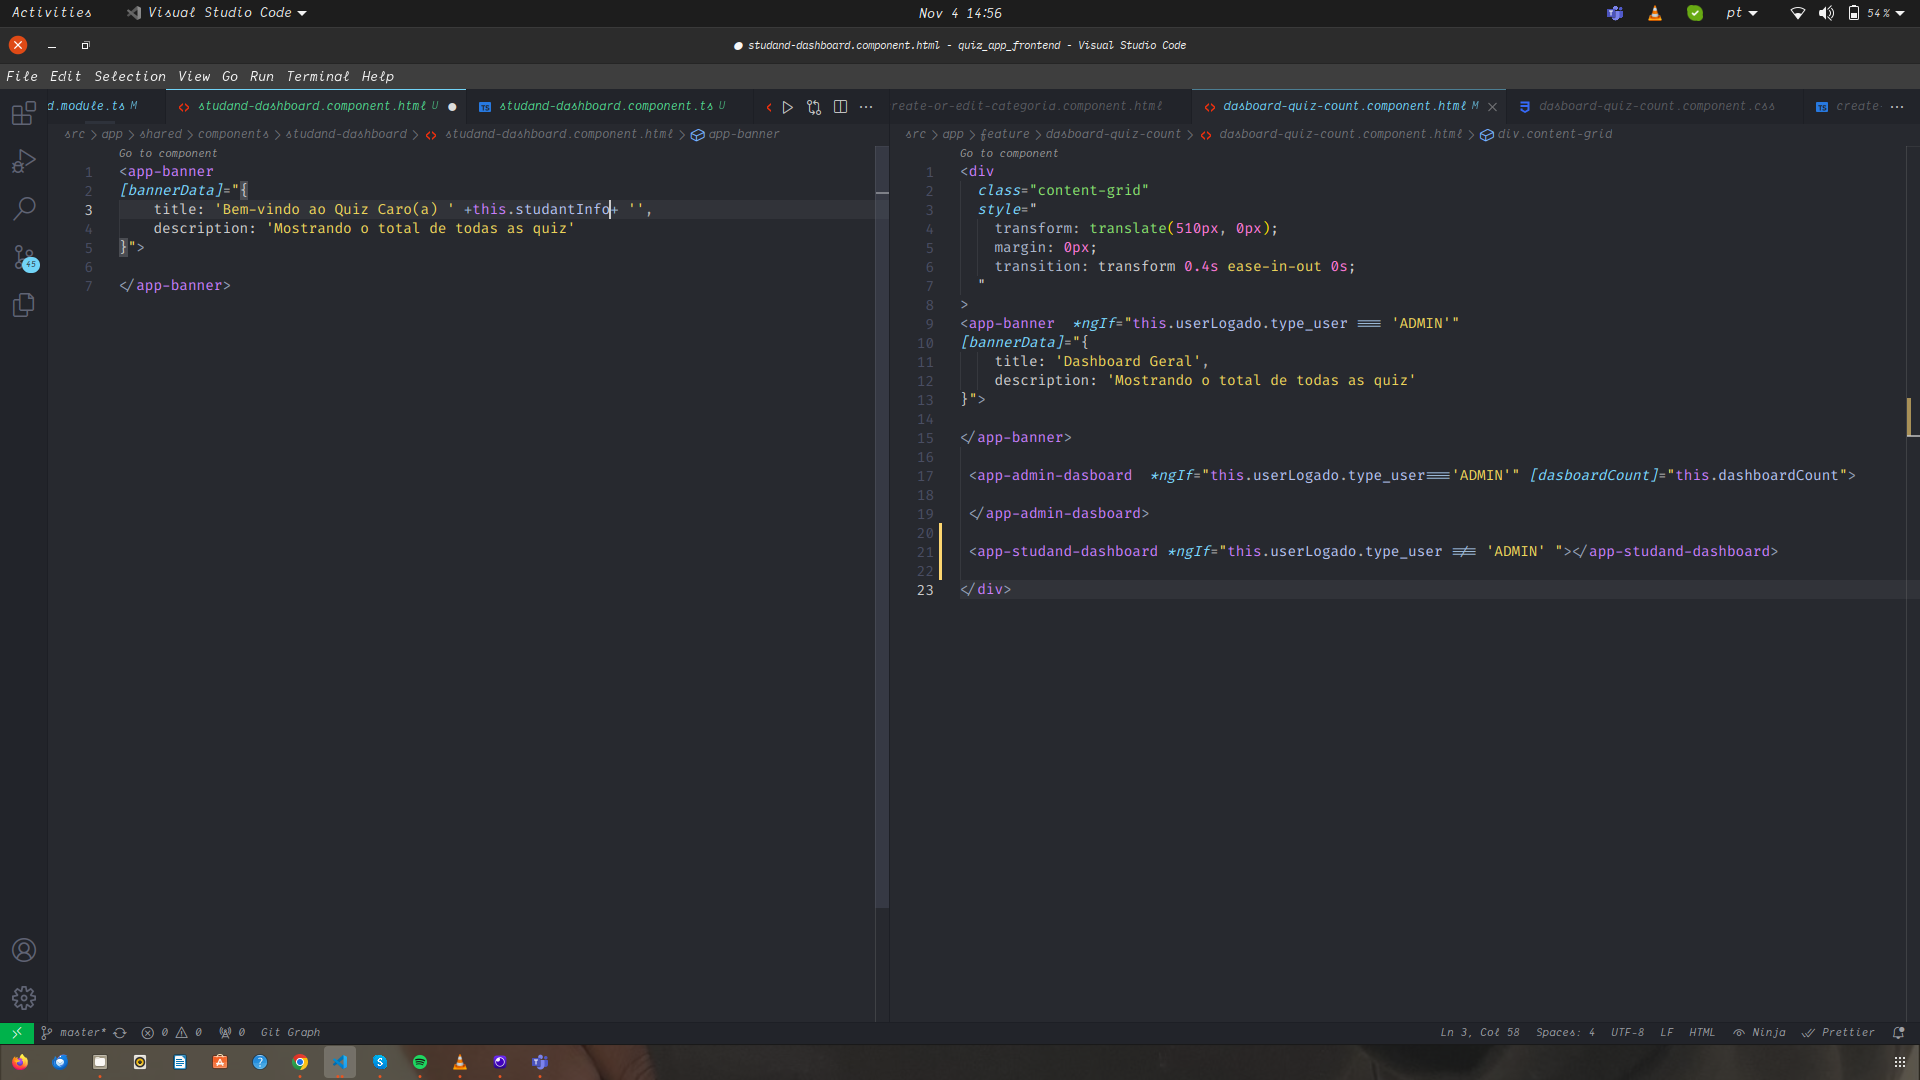 Activities
Visual Studio Code
Nov 4 14:56
pt
54 %
● studand-dashboard.component.html - quiz_app_frontend - Visual Studio Code
File Edit Selection View Go Run Terminal Help
d.module.ts M
studand-dashboard.component.html U
studand-dashboard.component.ts U
reate-or-edit-categoria.component.html
dasboard-quiz-count.component.html M
dasboard-quiz-count.component.css
create-
src > app > shared > components > studand-dashboard > studand-dashboard.component.html > app-banner
Go to component
1 <app-banner
2 [bannerData]="{
3 title: 'Bem-vindo ao Quiz Caro(a) ' +this.studantInfo+ '',
4 description: 'Mostrando o total de todas as quiz'
5 }">
6
7 </app-banner>
src > app > feature > dasboard-quiz-count > dasboard-quiz-count.component.html > div.content-grid
Go to component
1 <div
2 class="content-grid"
3 style="
4 transform: translate(510px, 0px);
5 margin: 0px;
6 transition: transform 0.4s ease-in-out 0s;
7 "
8 >
9 <app-banner *ngIf="this.userLogado.type_user === 'ADMIN'"
10 [bannerData]="{
11 title: 'Dashboard Geral',
12 description: 'Mostrando o total de todas as quiz'
13 }">
14
15 </app-banner>
16
17 <app-admin-dasboard *ngIf="this.userLogado.type_user==='ADMIN'" [dasboardCount]="this.dashboardCount">
18
19 </app-admin-dasboard>
20
21 <app-studand-dashboard *ngIf="this.userLogado.type_user !== 'ADMIN' "></app-studand-dashboard>
22
23 </div>
45
master*
0 0
0
Git Graph
Ln 3, Col 58
Spaces: 4
UTF-8
LF
HTML
Ninja
Prettier